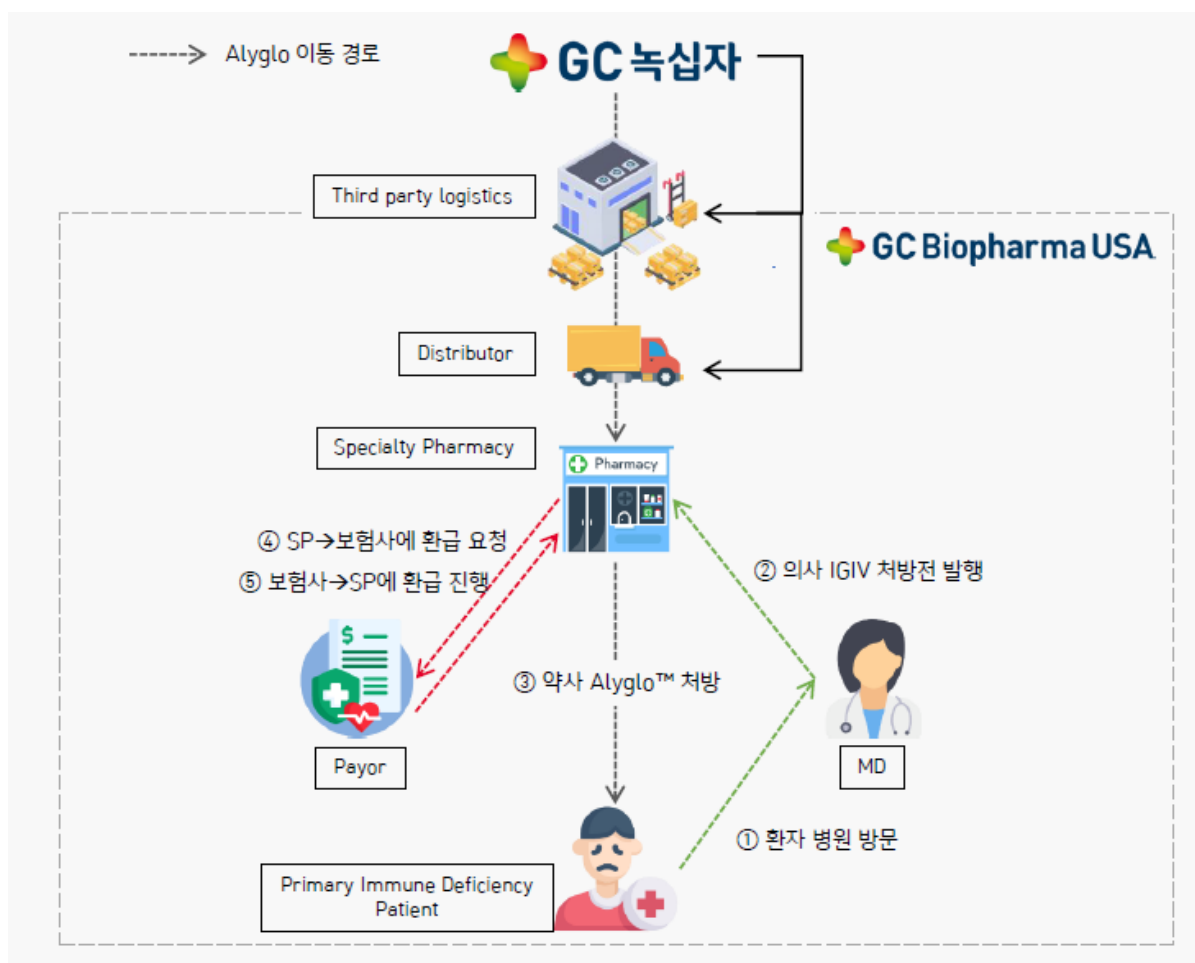 Alyglo 이동 경로
GC 녹십자
Third party logistics
GC Biopharma USA
Distributor
Specialty Pharmacy
Pharmacy
④ SP→보험사에 환급 요청
⑤ 보험사→SP에 환급 진행
② 의사 IGIV 처방전 발행
$
③ 약사 Alyglo™ 처방
Payor
MD
① 환자 병원 방문
Primary Immune Deficiency
Patient